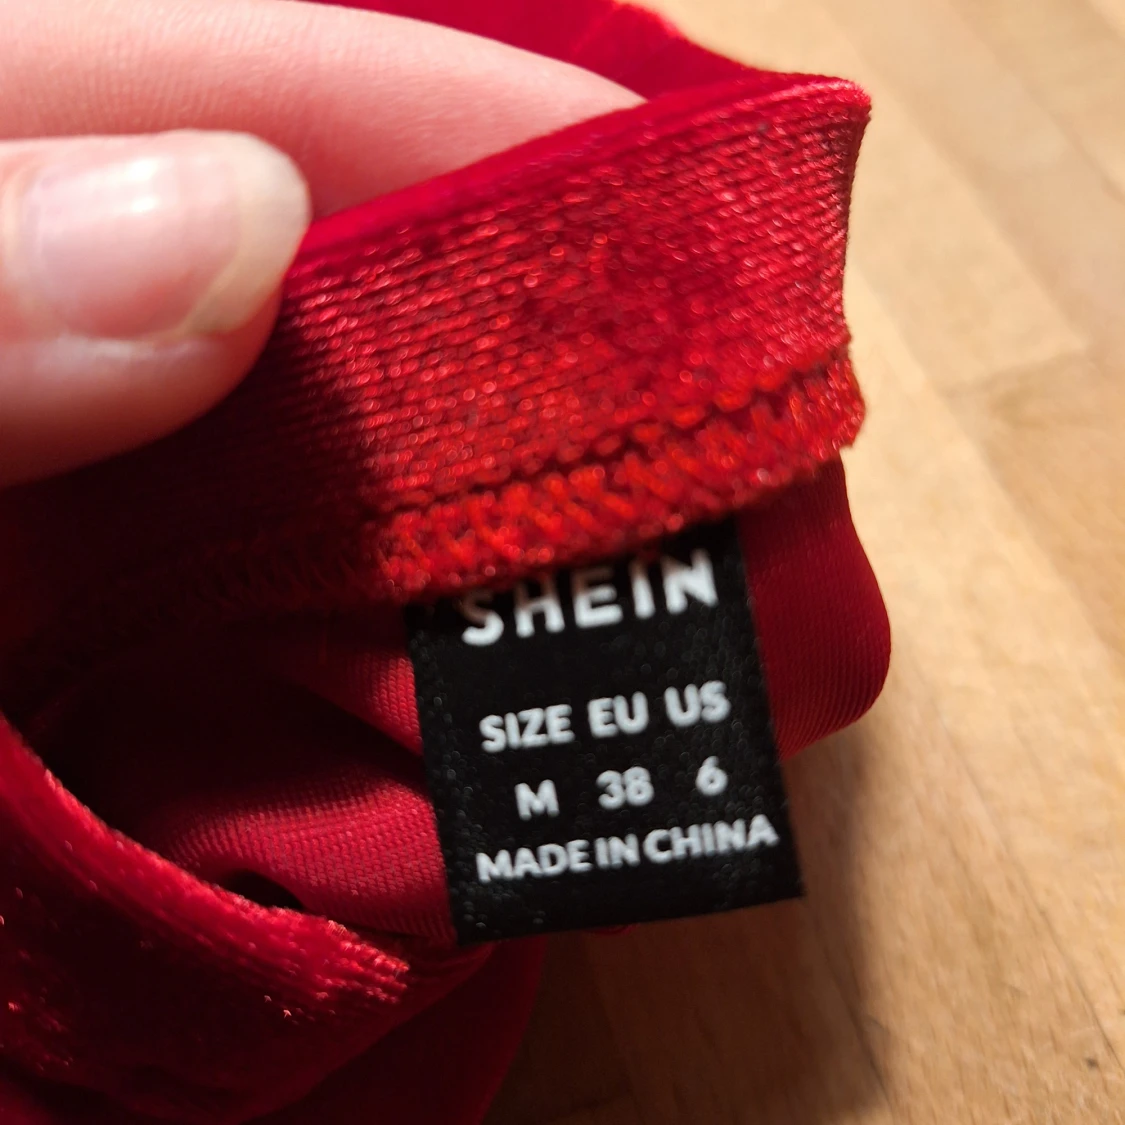 SHEIN
SIZE EU US
M 38 6
MADE IN CHINA